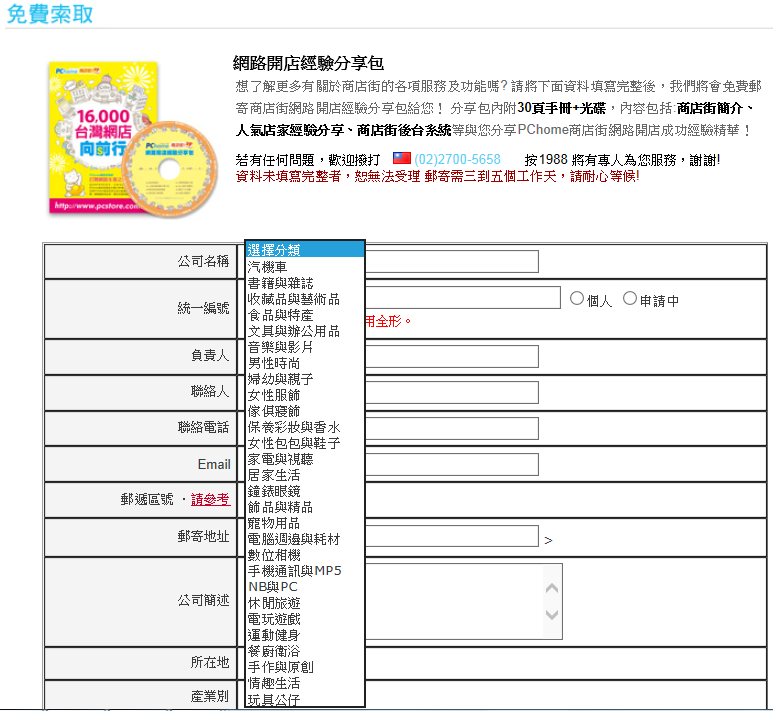 免費索取
網路開店經驗分享包
想了解更多有關於商店街的各項服務及功能嗎? 請將下面資料填寫完整後，我們將會免費郵
寄商店街網路開店經驗分享包給您！ 分享包內附30頁手冊+光碟，內容包括:商店街簡介、
人氣店家經驗分享、商店街後台系統等與您分享PChome商店街網路開店成功經驗精華！
若有任何問題，歡迎撥打 (02)2700-5658 按1988 將有專人為您服務，謝謝!
資料未填寫完整者，恕無法受理 郵寄需三到五個工作天，請耐心等候!
PChome
16,000
台灣網店
向前行
http://www.pcstore.com
PChome
網路開店經驗分享包
公司名稱
統一編號
個人
申請中
用全形。
負責人
聯絡人
聯絡電話
Email
郵遞區號 ‧請參考
郵寄地址
>
公司簡述
所在地
產業別
選擇分類
汽機車
書籍與雜誌
收藏品與藝術品
食品與特產
文具與辦公用品
音樂與影片
男性時尚
婦幼與親子
女性服飾
傢俱寢飾
保養彩妝與香水
女性包包與鞋子
家電與視聽
居家生活
鐘錶眼鏡
飾品與精品
寵物用品
電腦週邊與耗材
數位相機
手機通訊與MP5
NB與PC
休閒旅遊
電玩遊戲
運動健身
餐廚衛浴
手作與原創
情趣生活
玩具公仔